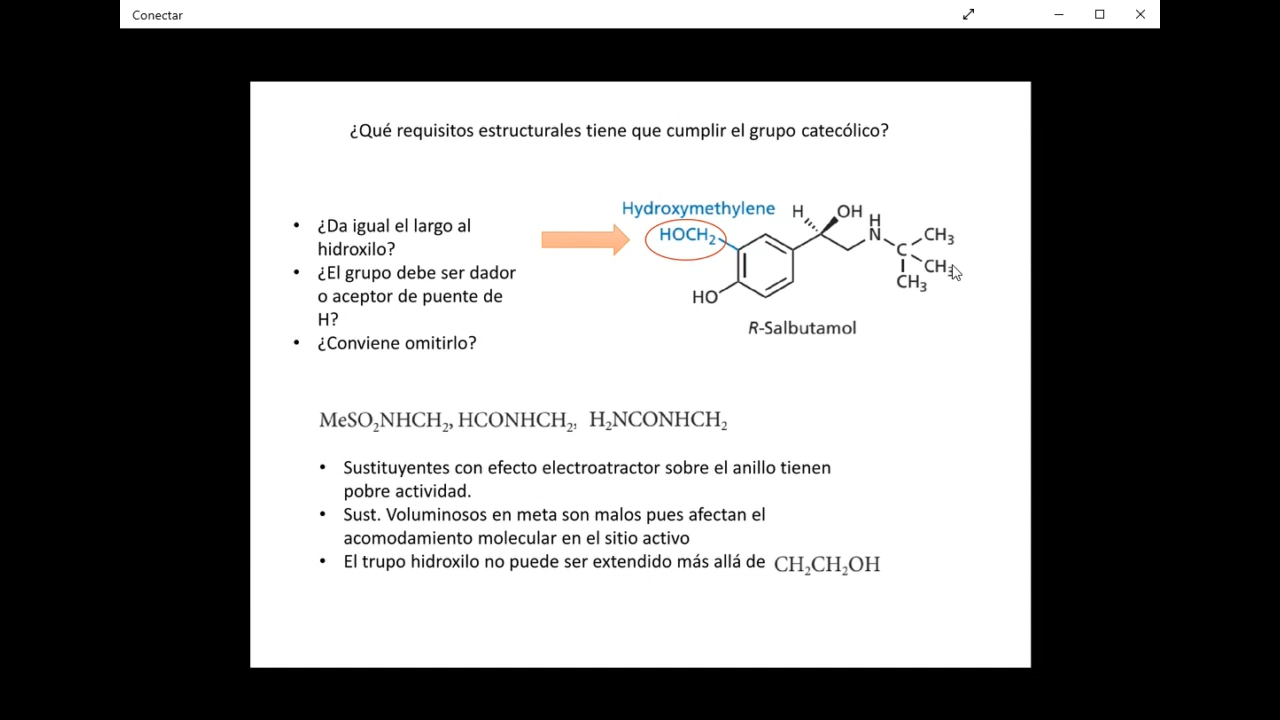 Conectar
¿Qué requisitos estructurales tiene que cumplir el grupo catecólico?
• ¿Da igual el largo al
hidroxilo?
• ¿El grupo debe ser dador
o aceptor de puente de
H?
• ¿Conviene omitirlo?
Hydroxymethylene
H
OH
HOCH₂
H
N
CH₃
C
CH₃
CH₃
HO
R-Salbutamol
MeSO₂NHCH₂, HCONHCH₂, H₂NCONHCH₂
• Sustituyentes con efecto electroatractor sobre el anillo tienen
pobre actividad.
• Sust. Voluminosos en meta son malos pues afectan el
acomodamiento molecular en el sitio activo
• El trupo hidroxilo no puede ser extendido más allá de CH₂CH₂OH